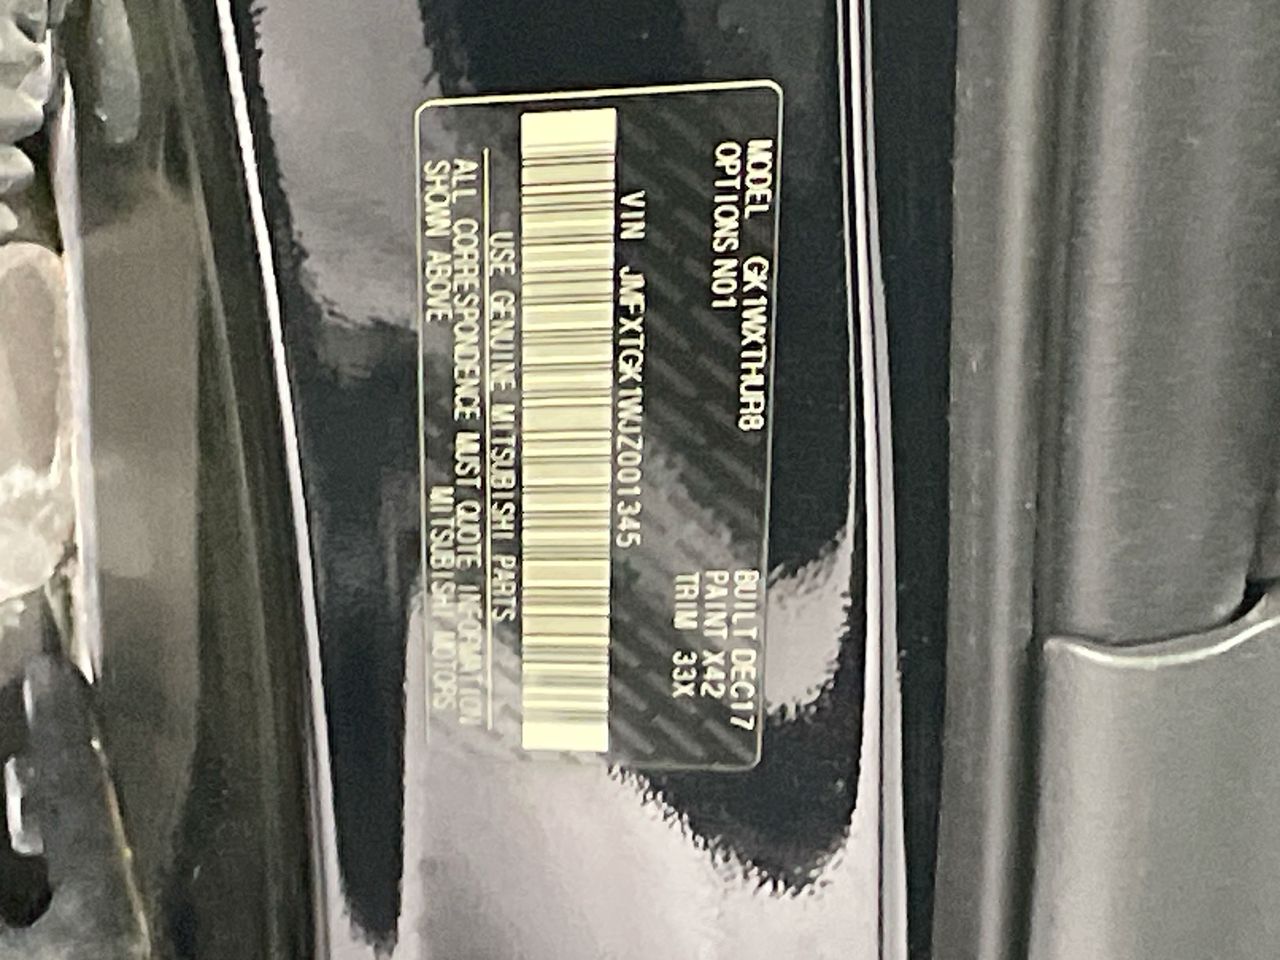 MODEL GK1WXTHUR8
OPTIONS N01
BUILT DEC17
PAINT X42
TRIM 33X
VIN JMFXTGK1WJZ001345
USE GENUINE MITSUBISHI PARTS
ALL CORRESPONDENCE MUST QUOTE INFORMATION
SHOWN ABOVE MITSUBISHI MOTORS